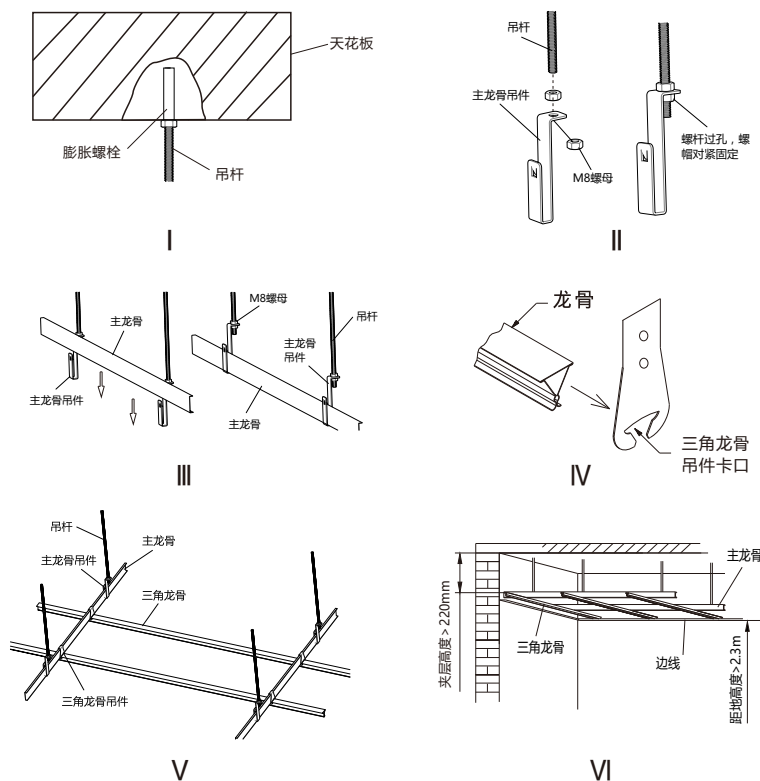 天花板
膨胀螺栓
吊杆
Ⅰ
吊杆
主龙骨吊件
M8螺母
螺杆过孔，螺
帽对紧固定
Ⅱ
主龙骨
主龙骨吊件
M8螺母
吊杆
主龙骨
吊件
主龙骨
Ⅲ
龙骨
三角龙骨
吊件卡口
Ⅳ
吊杆
主龙骨
主龙骨吊件
三角龙骨
三角龙骨吊件
Ⅴ
夹层高度＞220mm
主龙骨
三角龙骨
边线
距地高度＞2.3m
Ⅵ